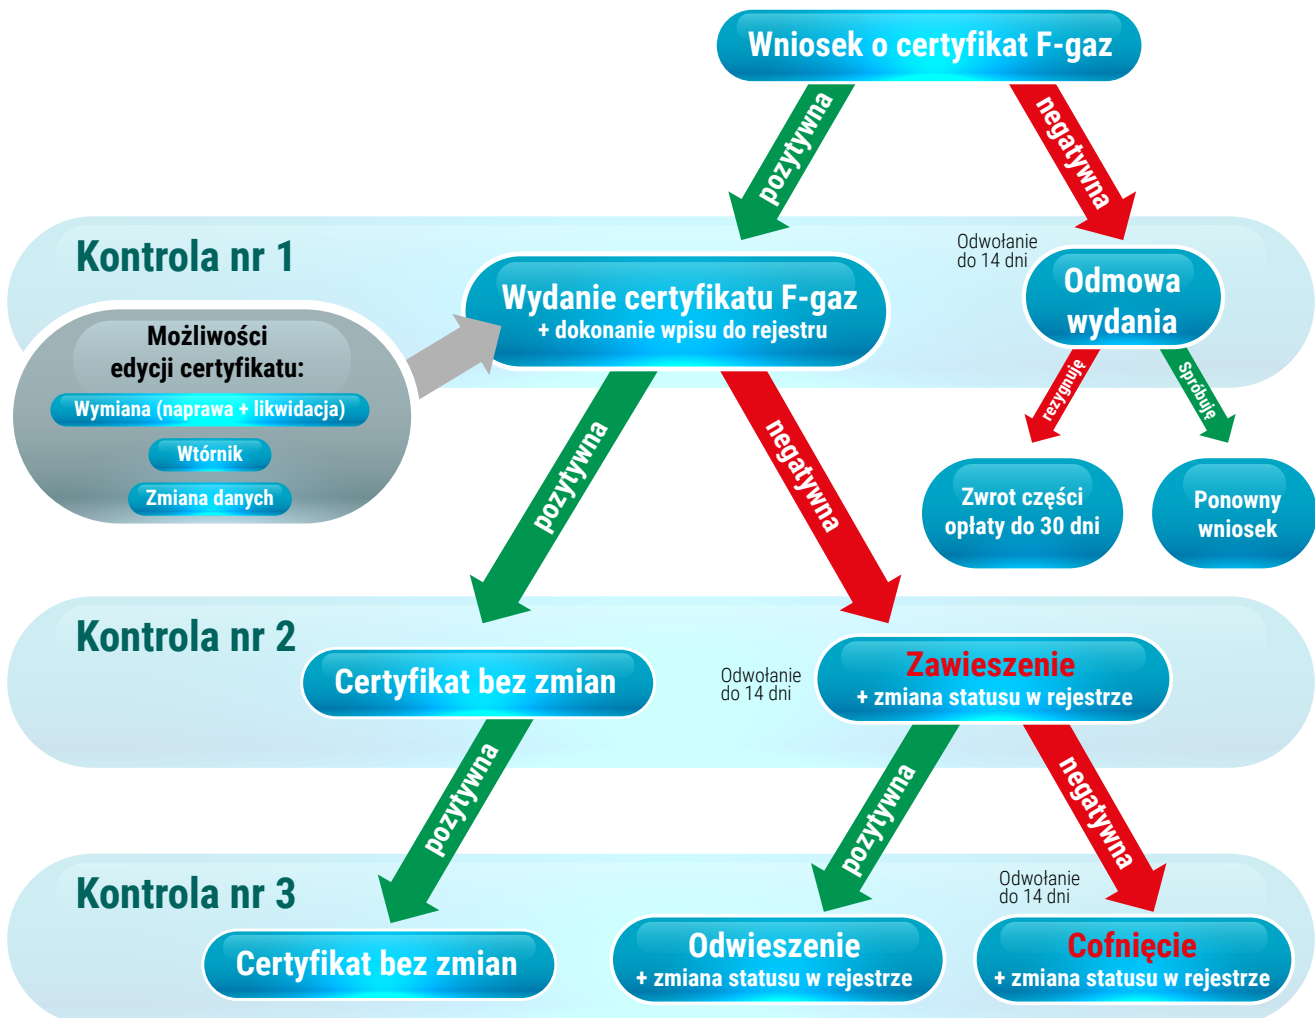 Wniosek o certyfikat F-gaz
pozytywna
negatywna
Kontrola nr 1
Wydanie certyfikatu F-gaz
+ dokonanie wpisu do rejestru
Odwołanie
do 14 dni
Odmowa
wydania
Możliwości
edycji certyfikatu:
Wymiana (naprawa + likwidacja)
Wtórnik
Zmiana danych
rezygnuję
Spróbuję
Zwrot części
opłaty do 30 dni
Ponowny
wniosek
pozytywna
negatywna
Kontrola nr 2
Certyfikat bez zmian
Odwołanie
do 14 dni
Zawieszenie
+ zmiana statusu w rejestrze
pozytywna
pozytywna
negatywna
Kontrola nr 3
Certyfikat bez zmian
Odwieszenie
+ zmiana statusu w rejestrze
Odwołanie
do 14 dni
Cofnięcie
+ zmiana statusu w rejestrze